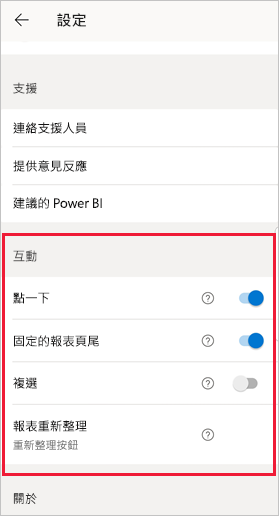 設定
支援
連絡支援人員
提供意見反應
建議的 Power BI
互動
點一下
固定的報表頁尾
複選
報表重新整理
重新整理按鈕
關於